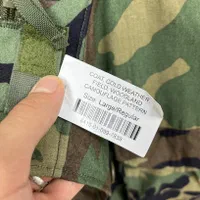 COAT, COLD WEATHER
FIELD, WOODLAND
CAMOUFLAGE PATTERN
Size: Large/Regular